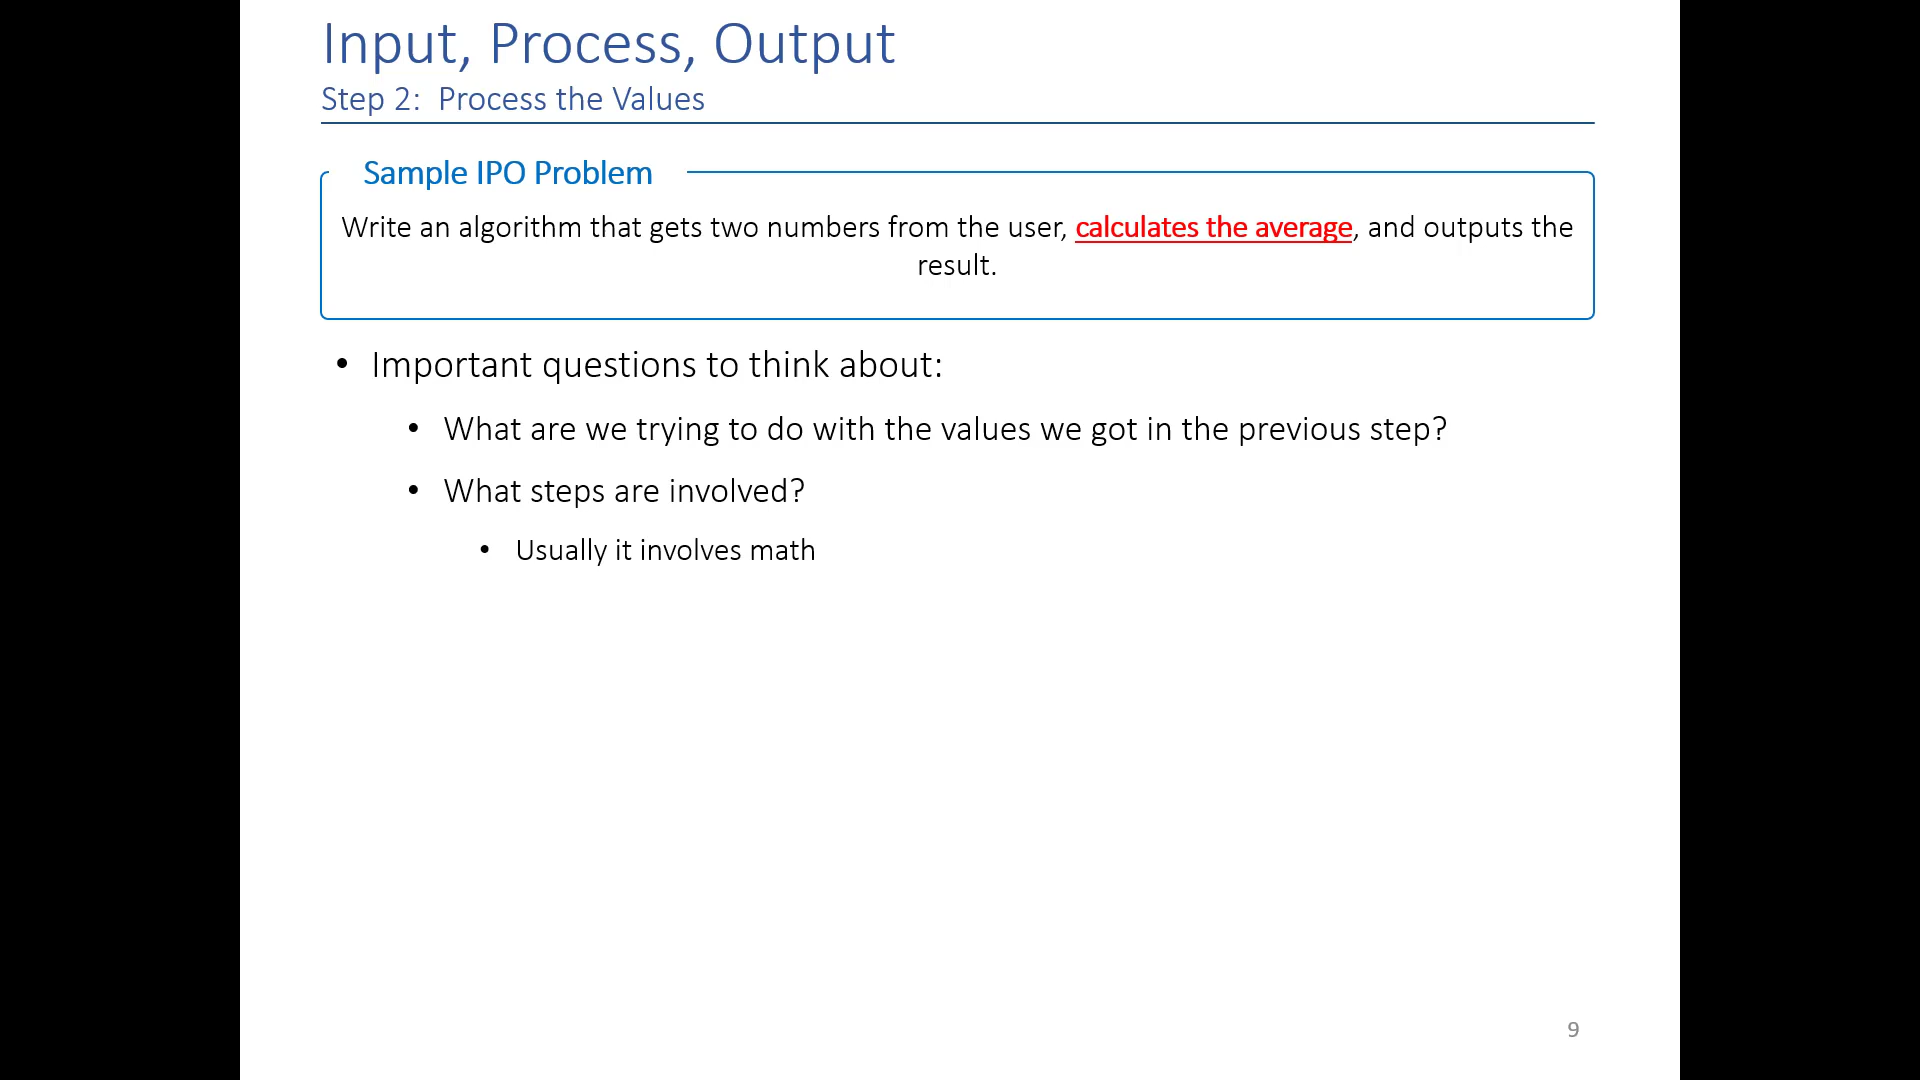 Input, Process, Output
Step 2:  Process the Values
Sample IPO Problem
Write an algorithm that gets two numbers from the user, calculates the average, and outputs the
result.
• Important questions to think about:
• What are we trying to do with the values we got in the previous step?
• What steps are involved?
• Usually it involves math
9